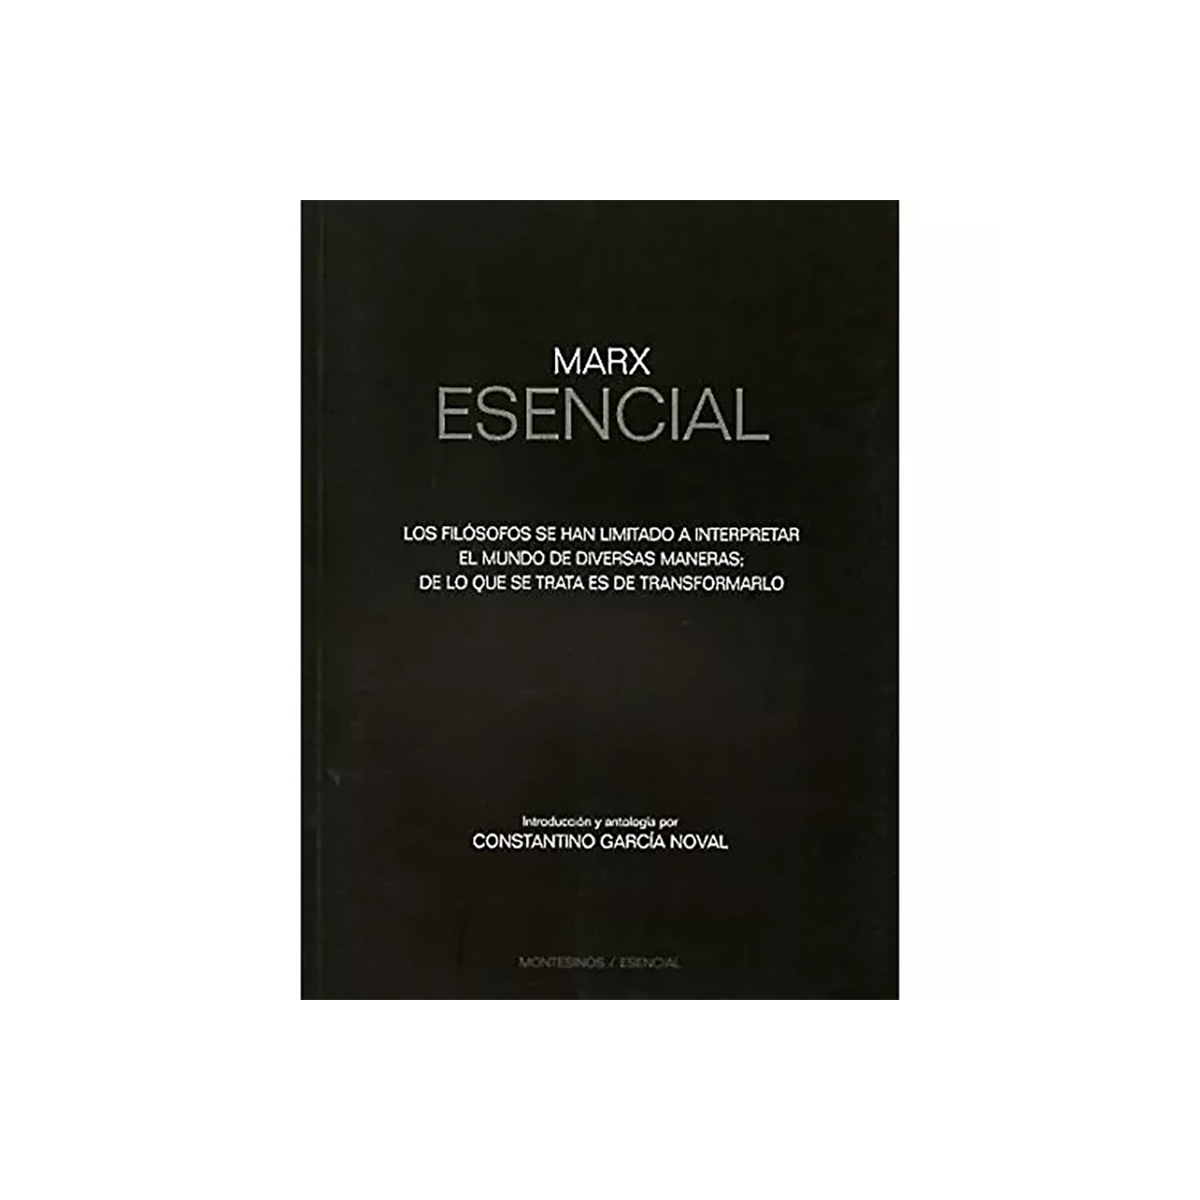 MARX
ESENCIAL
LOS FILÓSOFOS SE HAN LIMITADO A INTERPRETAR
EL MUNDO DE DIVERSAS MANERAS;
DE LO QUE SE TRATA ES DE TRANSFORMARLO
Introducción y antología por
CONSTANTINO GARCÍA NOVAL
MONTESINOS / ESENCIAL